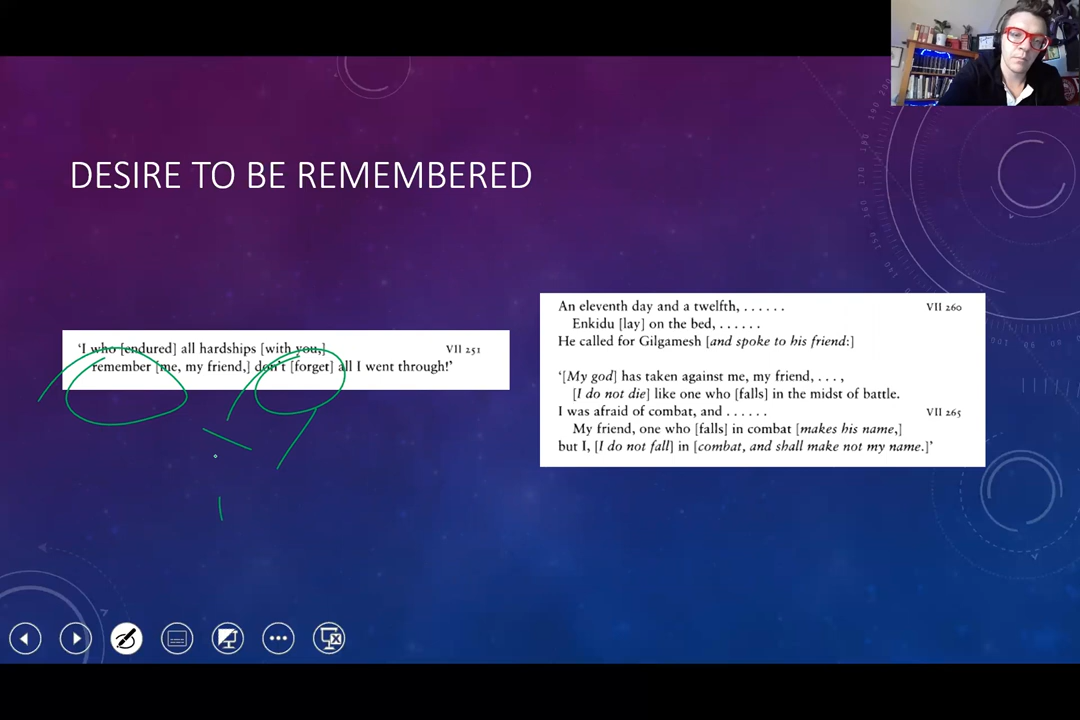 DESIRE TO BE REMEMBERED
‘I who [endured] all hardships [with you,] VII 251
remember [me, my friend,] don’t [forget] all I went through!’
An eleventh day and a twelfth, . . . . . . VII 260
Enkidu [lay] on the bed, . . . . . .
He called for Gilgamesh [and spoke to his friend:]
‘[My god] has taken against me, my friend, . . . ,
[I do not die] like one who [falls] in the midst of battle.
I was afraid of combat, and . . . . . . VII 265
My friend, one who [falls] in combat [makes his name,]
but I, [I do not fall] in [combat, and shall make not my name.]’